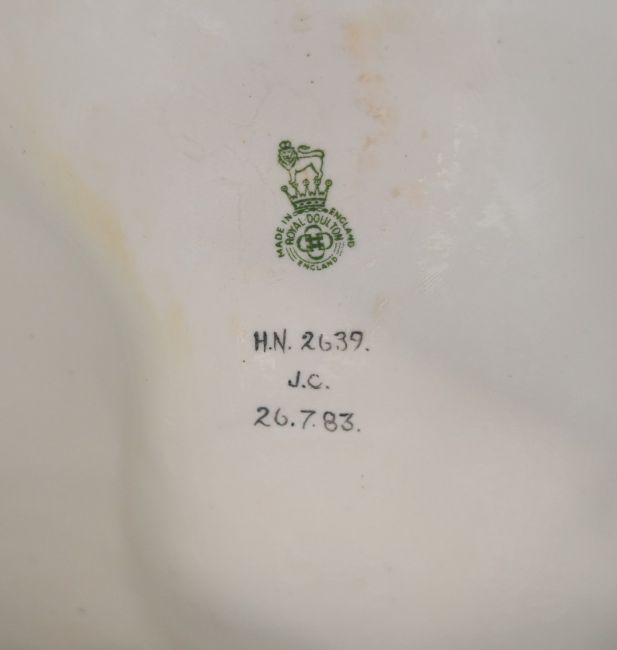 MADE IN ENGLAND
ROYAL DOULTON
ENGLAND
H.N. 2639.
J.C.
26.7.83.